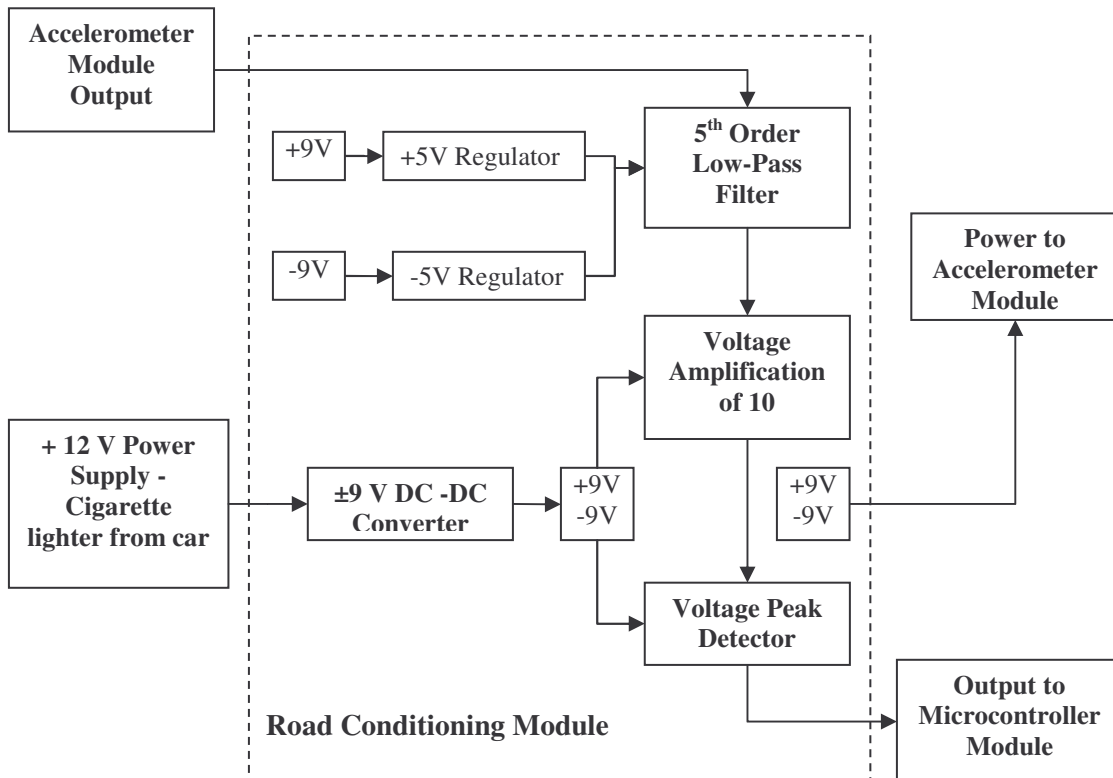 Accelerometer
Module
Output
5th Order
Low-Pass
Filter
+9V
+5V Regulator
-9V
-5V Regulator
Power to
Accelerometer
Module
Voltage
Amplification
of 10
+ 12 V Power
Supply -
Cigarette
lighter from car
±9 V DC -DC
Converter
+9V
-9V
+9V
-9V
Voltage Peak
Detector
Output to
Microcontroller
Module
Road Conditioning Module